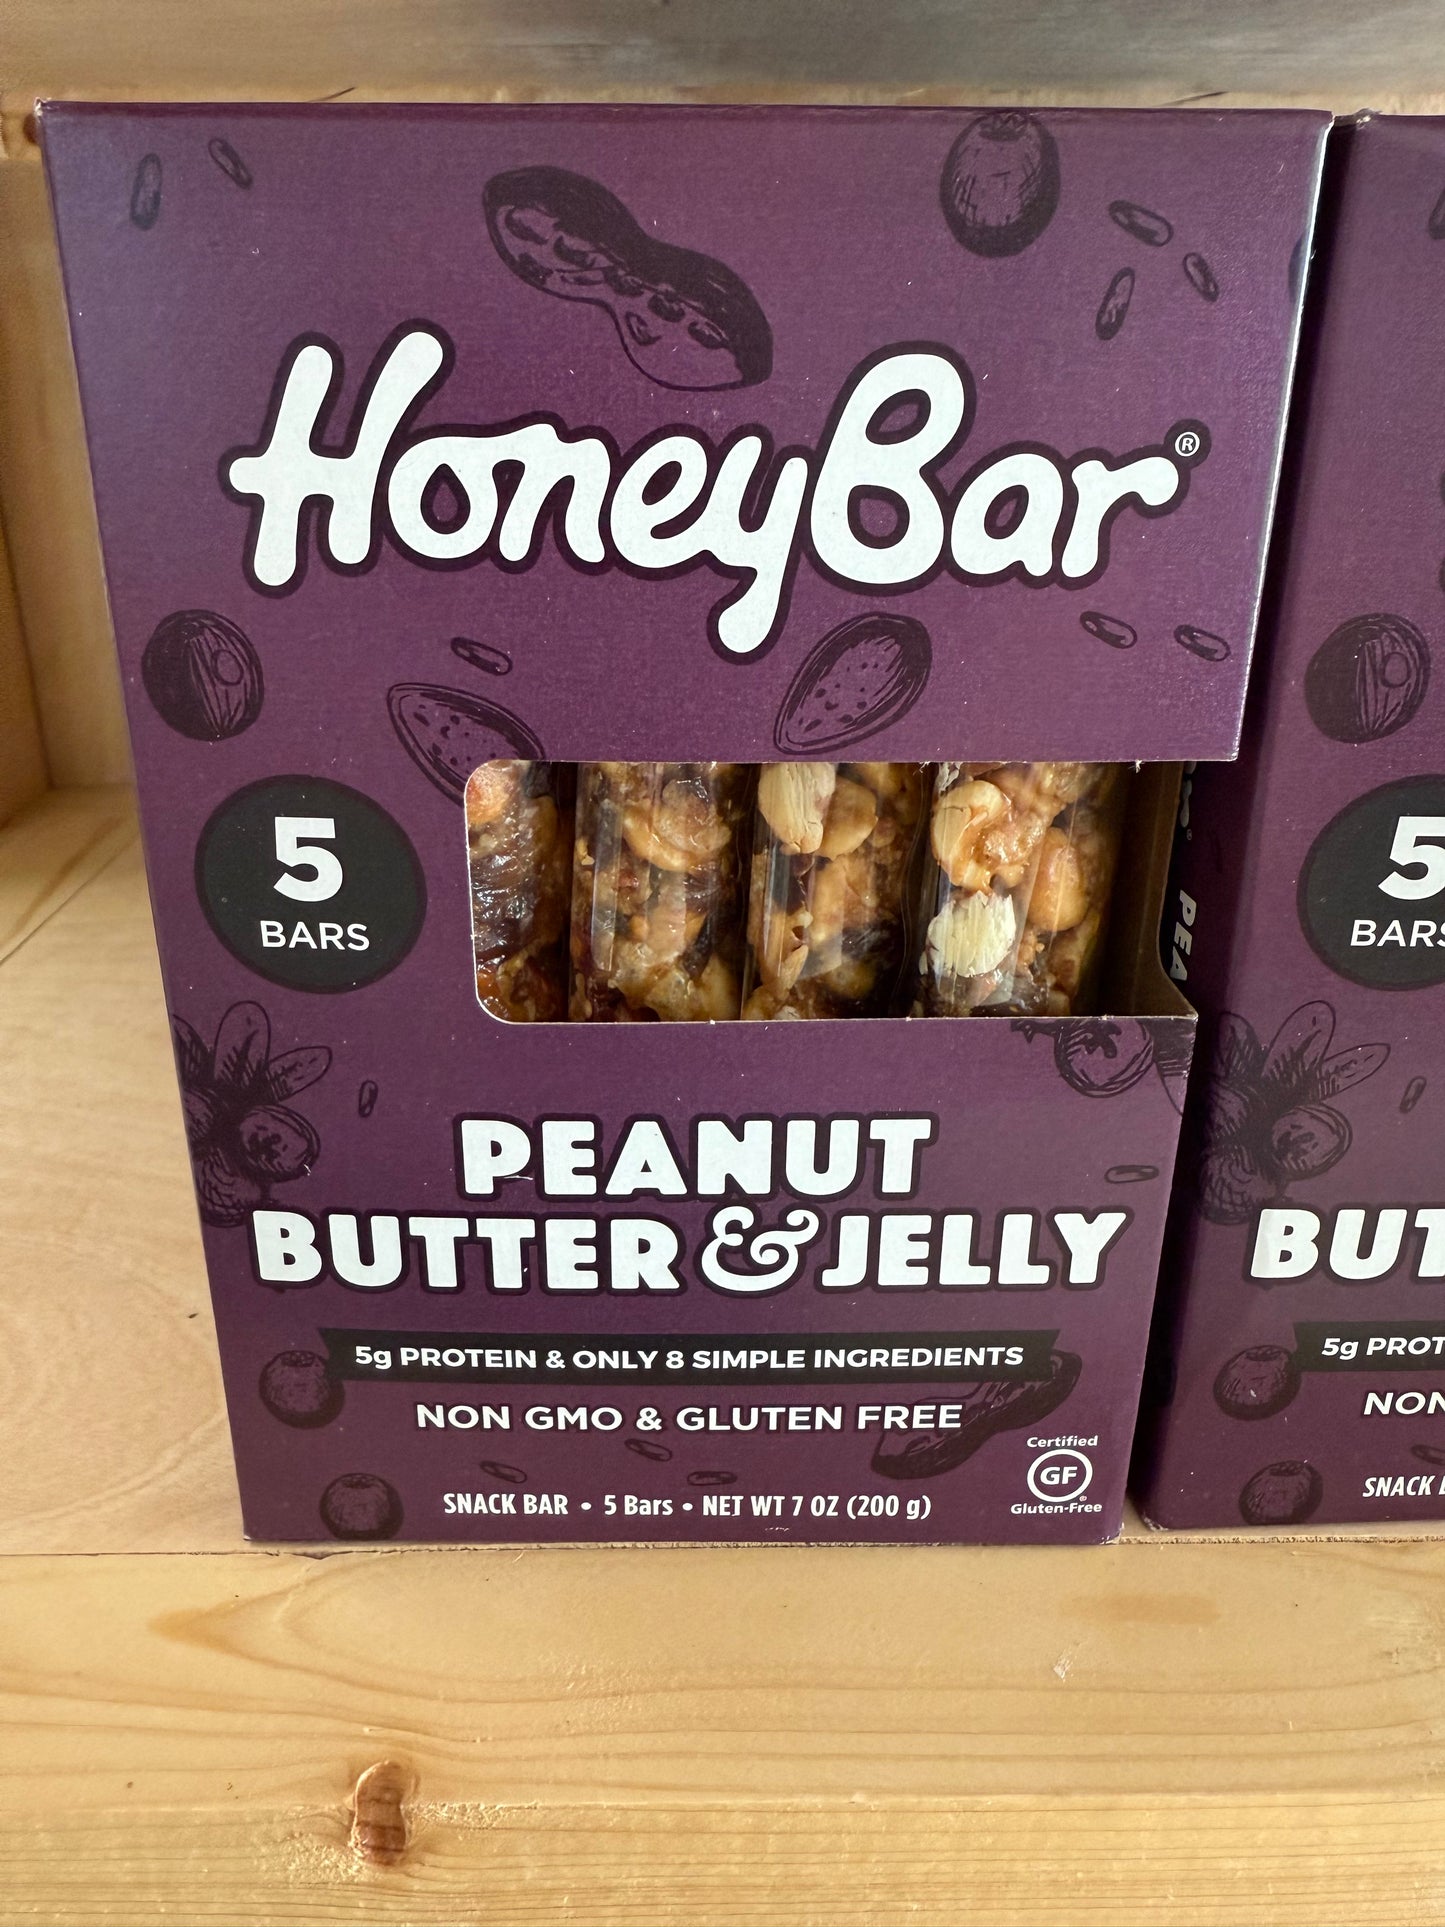 HoneyBar®
5
BARS
PEANUT
BUTTER & JELLY
5g PROTEIN & ONLY 8 SIMPLE INGREDIENTS
NON GMO & GLUTEN FREE
SNACK BAR • 5 Bars • NET WT 7 OZ (200 g)
Certified
GF®
Gluten-Free
PEA
5
BARS
BUT
5g PROT
NON
SNACK